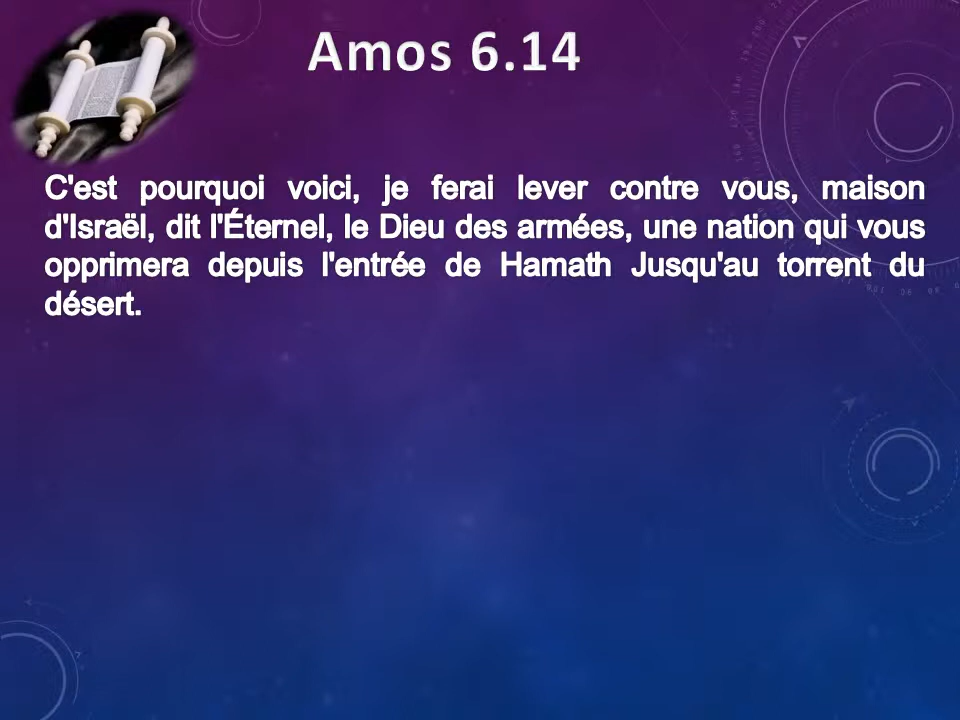 Amos 6.14
C'est pourquoi voici, je ferai lever contre vous, maison
d'Israël, dit l'Éternel, le Dieu des armées, une nation qui vous
opprimera depuis l'entrée de Hamath Jusqu'au torrent du
désert.